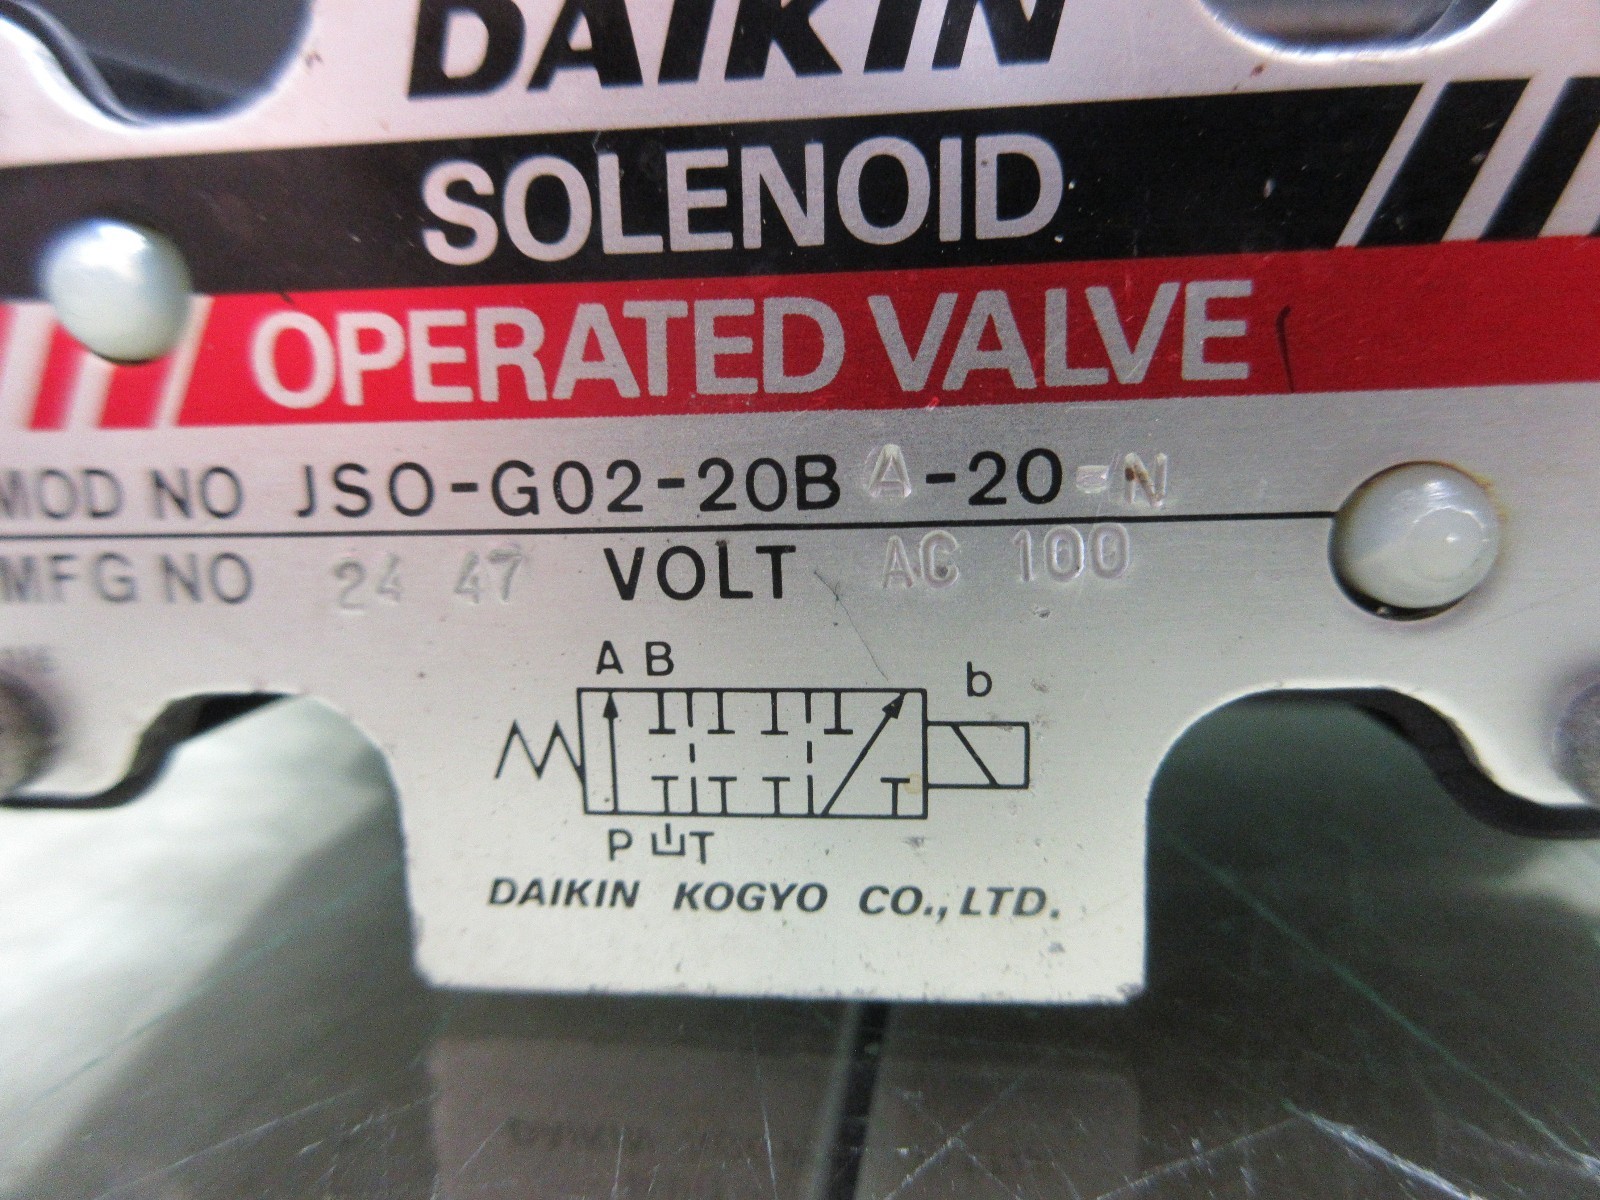 DAIKIN
SOLENOID
OPERATED VALVE
MOD NO JSO-G02-20BA-20-N
MFG NO 24 47 VOLT AC 100
A B
b
P T
DAIKIN KOGYO CO., LTD.